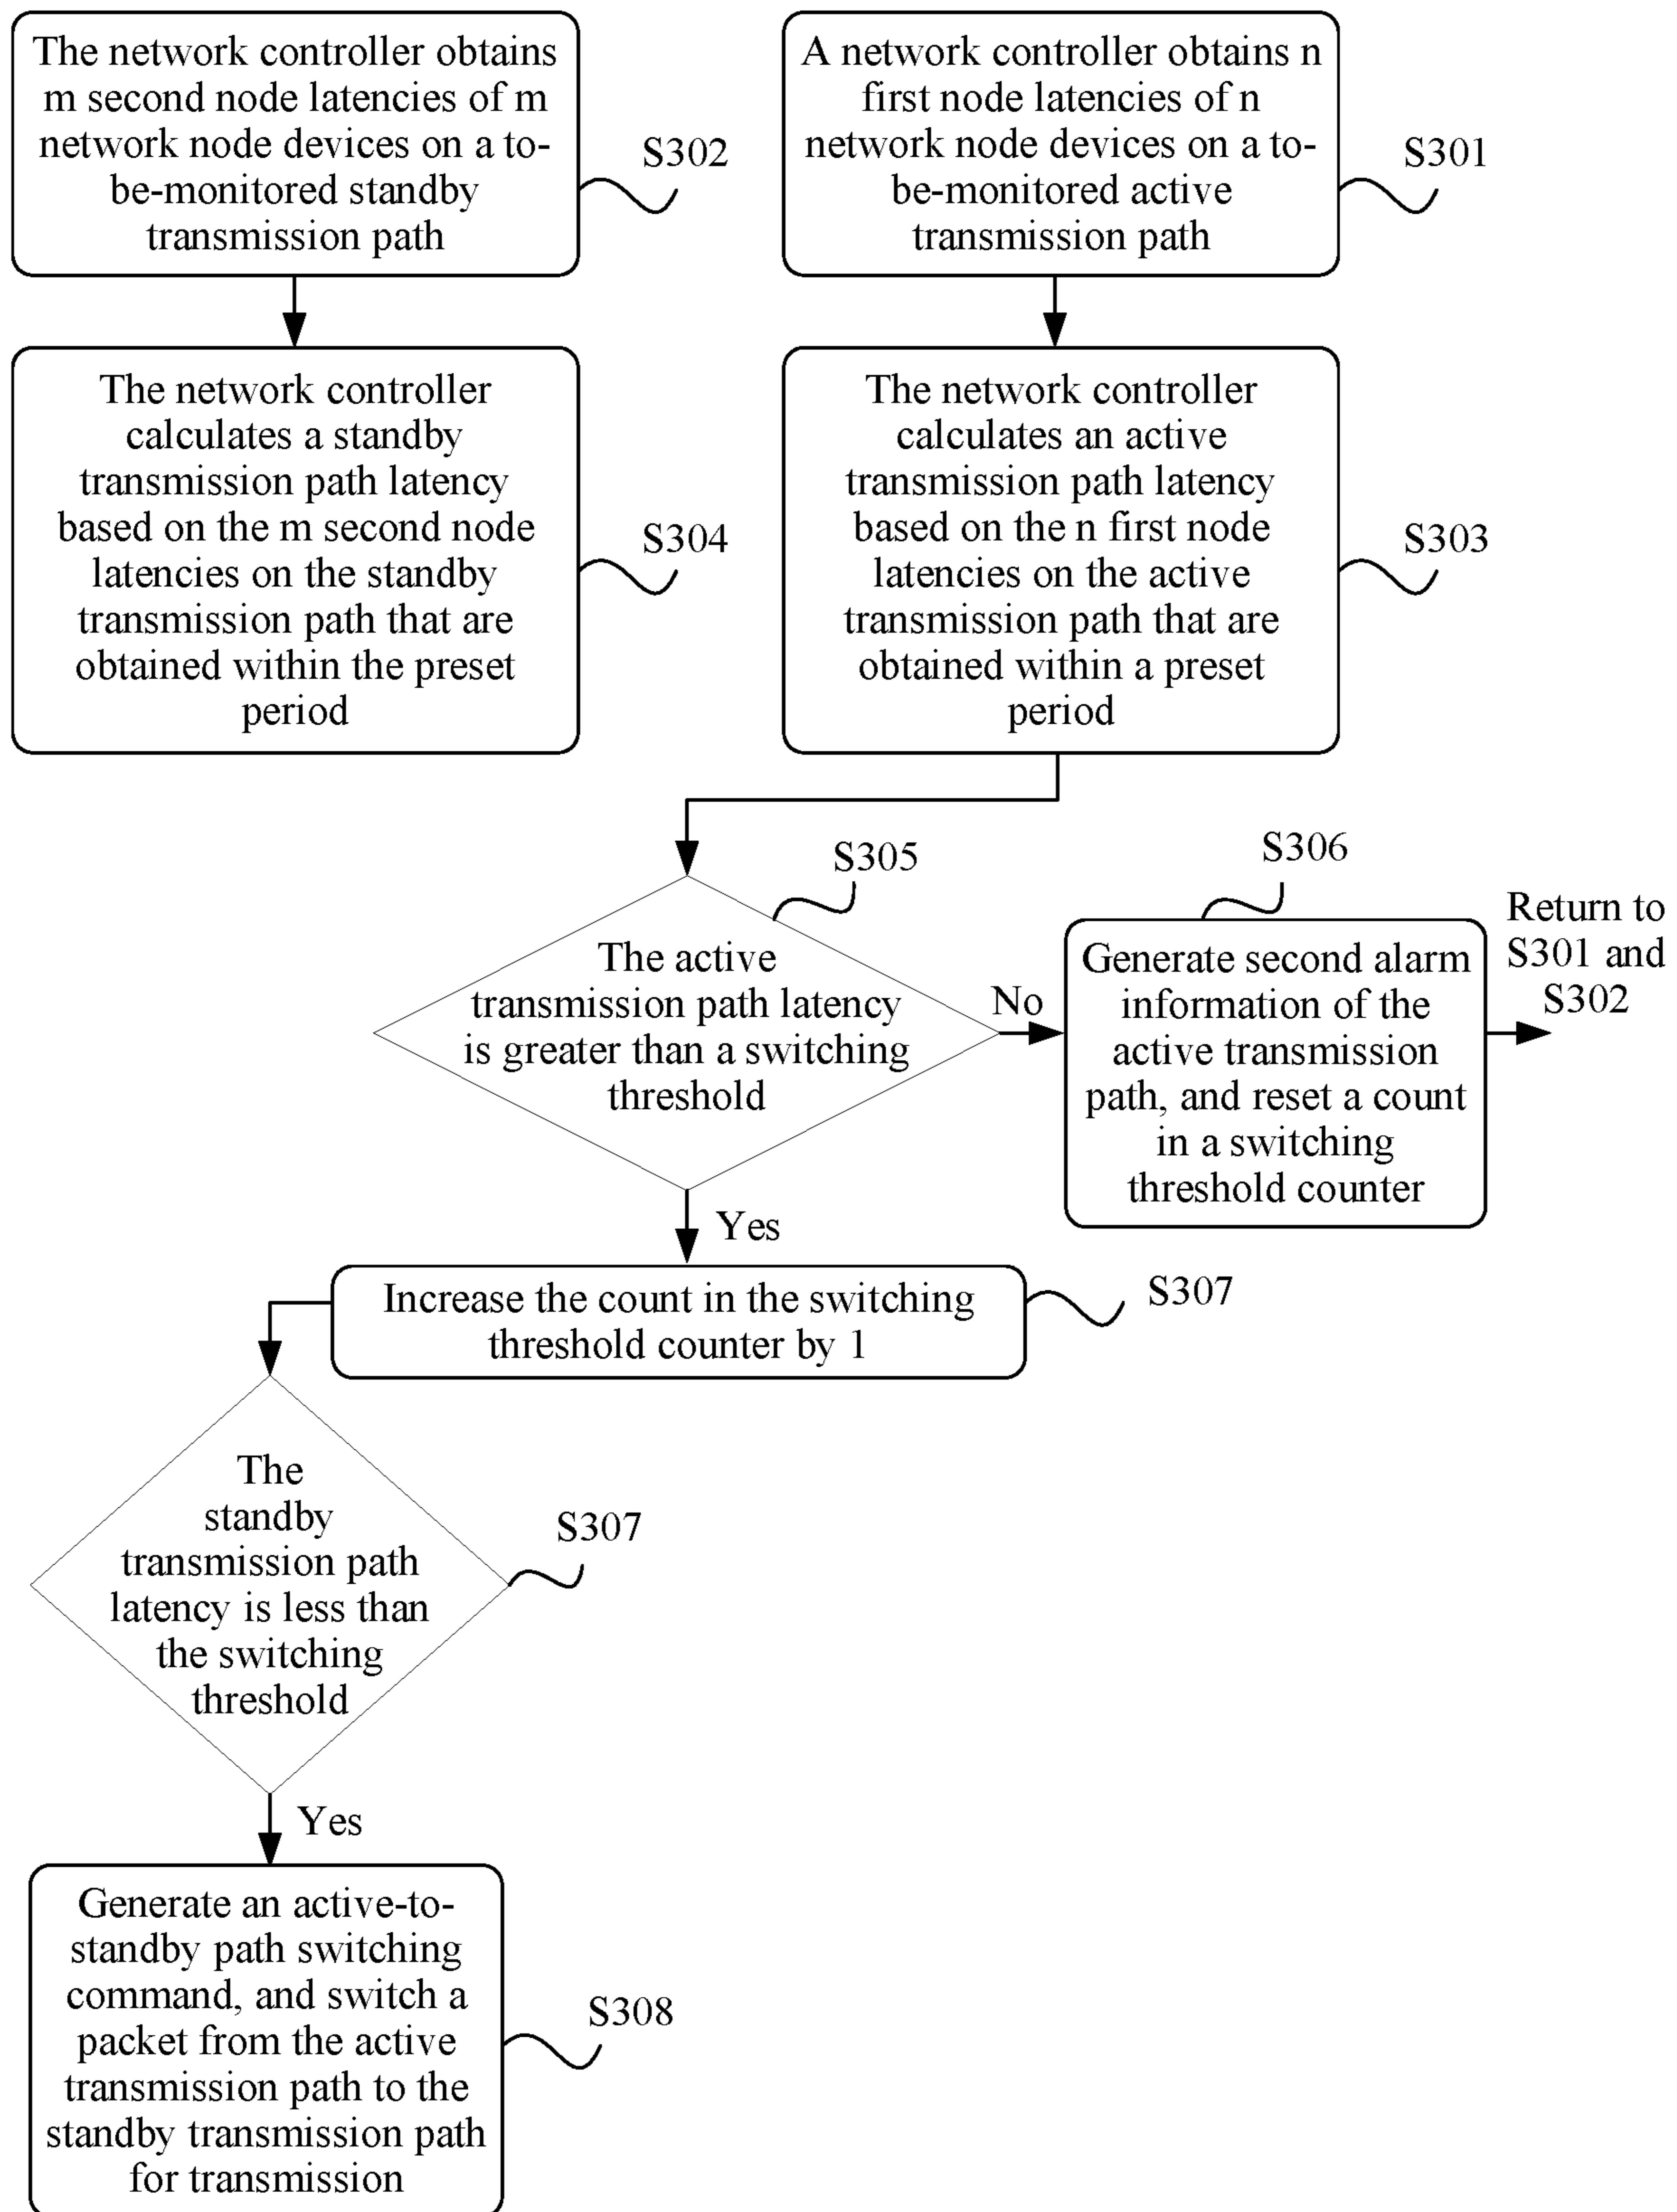 The network controller obtains
m second node latencies of m
network node devices on a to-
be-monitored standby
transmission path
S302
A network controller obtains n
first node latencies of n
network node devices on a to-
be-monitored active
transmission path
S301
The network controller
calculates a standby
transmission path latency
based on the m second node
latencies on the standby
transmission path that are
obtained within the preset
period
S304
The network controller
calculates an active
transmission path latency
based on the n first node
latencies on the active
transmission path that are
obtained within a preset
period
S303
S305
The active
transmission path latency
is greater than a switching
threshold
No
S306
Generate second alarm
information of the
active transmission
path, and reset a count
in a switching
threshold counter
Return to
S301 and
S302
Yes
Increase the count in the switching
threshold counter by 1
S307
The
standby
transmission path
latency is less than
the switching
threshold
S307
Yes
Generate an active-to-
standby path switching
command, and switch a
packet from the active
transmission path to the
standby transmission path
for transmission
S308